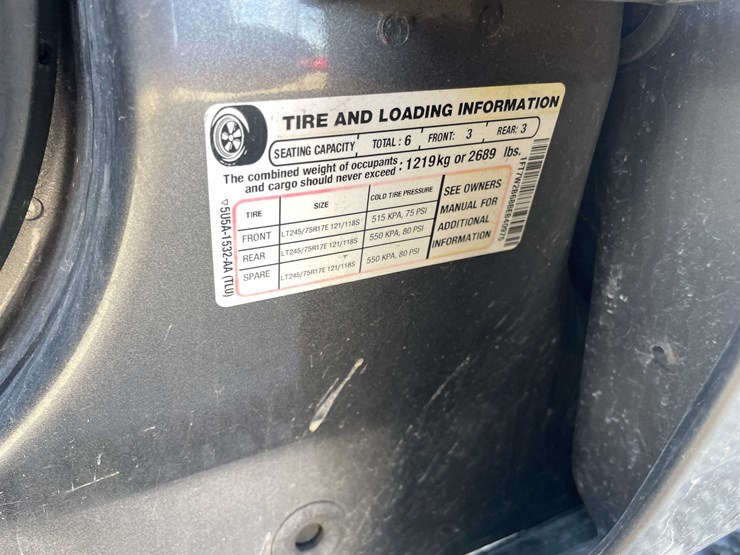 TIRE AND LOADING INFORMATION
SEATING CAPACITY TOTAL : 6 FRONT: 3 REAR: 3
The combined weight of occupants
and cargo should never exceed : 1219kg or 2689 lbs.
TIRE SIZE COLD TIRE PRESSURE
FRONT LT245/75R17E 121/118S 515 KPA, 75 PSI
REAR LT245/75R17E 121/118S 550 KPA, 80 PSI
SPARE LT245/75R17E 121/118S 550 KPA, 80 PSI
SEE OWNERS
MANUAL FOR
ADDITIONAL
INFORMATION
5U5A-1532-AA (TLU)